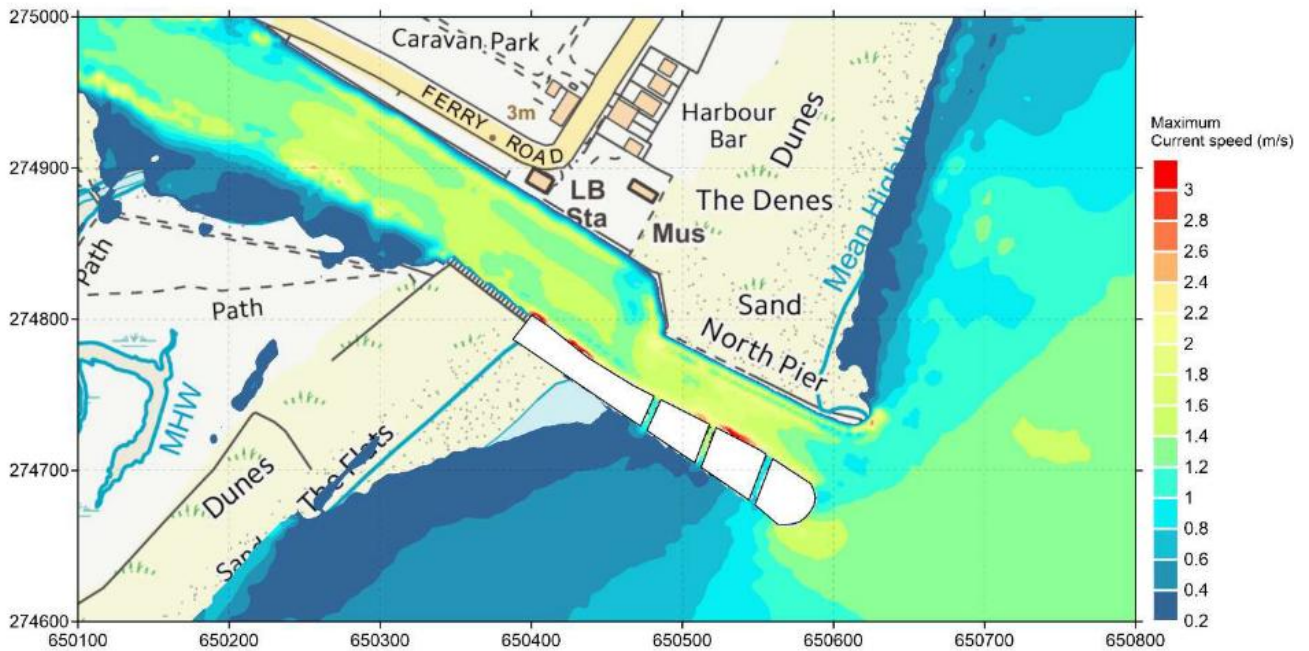 275000
274900
274800
274700
274600
650100
650200
650300
650400
650500
650600
650700
650800
Caravan Park
FERRY ROAD
3m
Harbour
Bar
Dunes
The Denes
LB
Sta
Mus
Mean High W
Sand
North Pier
Path
Path
MHW
The Flats
Dunes
Sand
Maximum
Current speed (m/s)
3
2.8
2.6
2.4
2.2
2
1.8
1.6
1.4
1.2
1
0.8
0.6
0.4
0.2